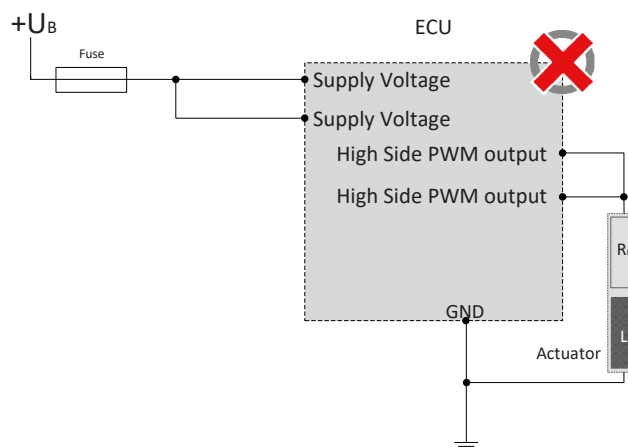 +UB
ECU
Fuse
Supply Voltage
Supply Voltage
High Side PWM output
High Side PWM output
R
GND
Actuator
L